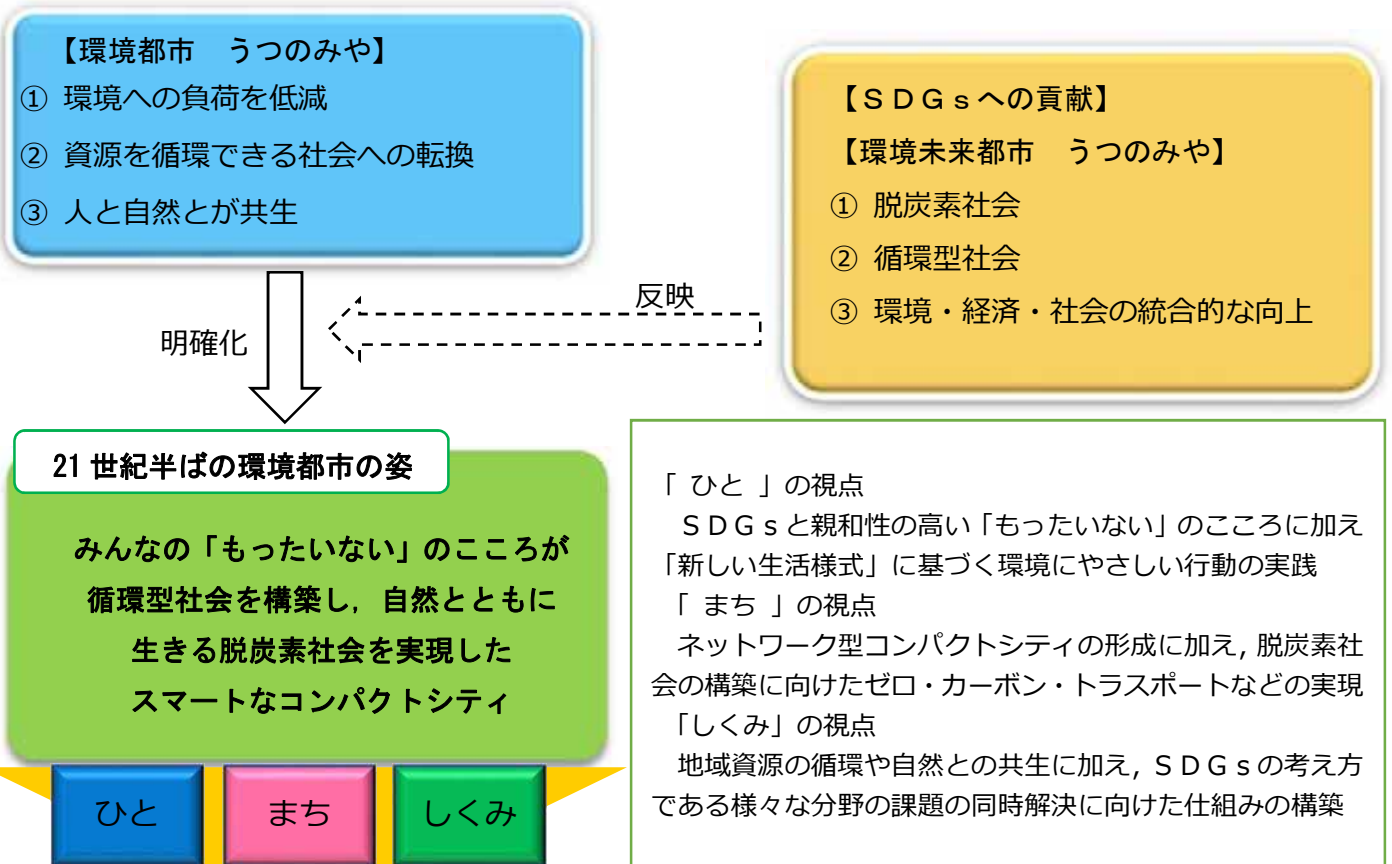 【環境都市　うつのみや】
① 環境への負荷を低減
② 資源を循環できる社会への転換
③ 人と自然とが共生
【ＳＤＧｓへの貢献】
【環境未来都市　うつのみや】
① 脱炭素社会
② 循環型社会
③ 環境・経済・社会の統合的な向上
反映
明確化
21 世紀半ばの環境都市の姿
みんなの「もったいない」のこころが
循環型社会を構築し，自然とともに
生きる脱炭素社会を実現した
スマートなコンパクトシティ
ひと
まち
しくみ
「 ひと 」の視点
ＳＤＧｓと親和性の高い「もったいない」のこころに加え
「新しい生活様式」に基づく環境にやさしい行動の実践
「 まち 」の視点
ネットワーク型コンパクトシティの形成に加え，脱炭素社
会の構築に向けたゼロ・カーボン・トラスポートなどの実現
「しくみ」の視点
地域資源の循環や自然との共生に加え，ＳＤＧｓの考え方
である様々な分野の課題の同時解決に向けた仕組みの構築